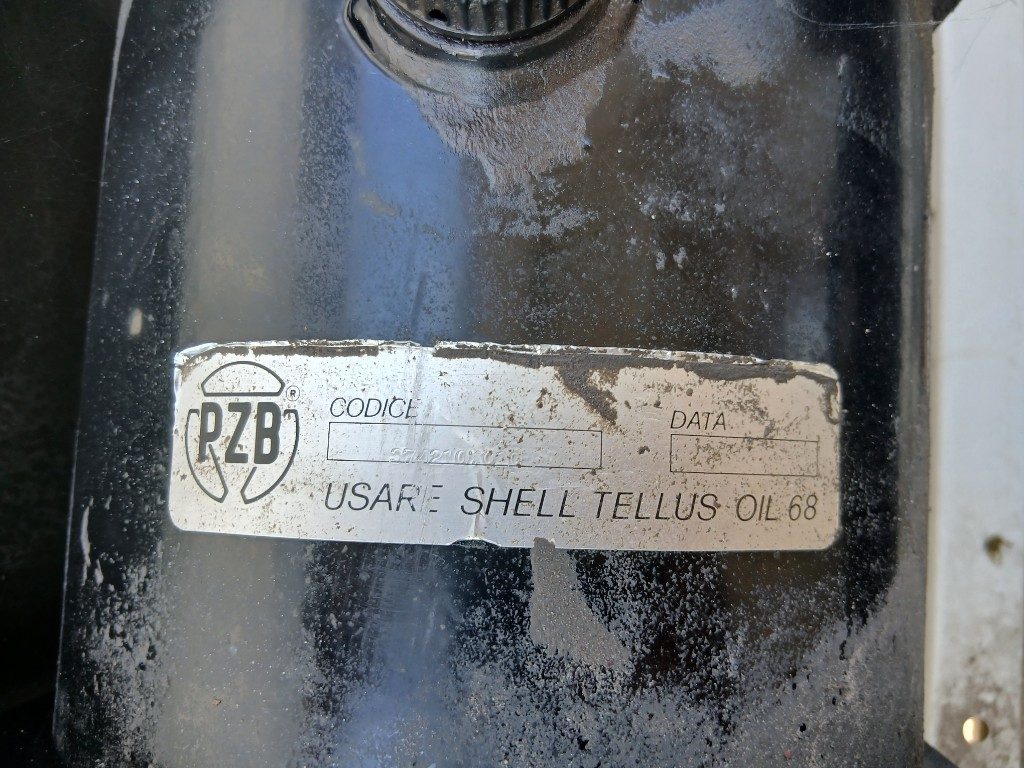 PZB ®
CODICE
DATA
USARE SHELL TELLUS OIL 68